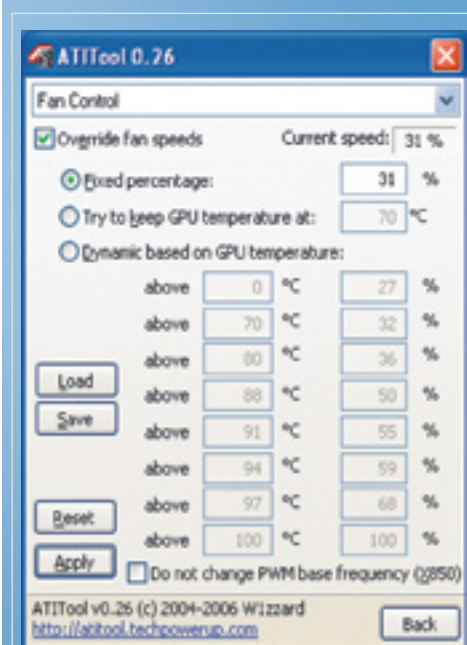 ATITool 0.26
Fan Control
Override fan speeds Current speed: 31 %
Fixed percentage: 31 %
Try to keep GPU temperature at: 70 °C
Dynamic based on GPU temperature:
above 0 °C 27 %
above 70 °C 32 %
above 80 °C 36 %
above 88 °C 50 %
above 91 °C 55 %
above 94 °C 59 %
above 97 °C 68 %
above 100 °C 100 %
Load
Save
Reset
Apply
Do not change PWM base frequency (X850)
ATITool v0.26 (c) 2004-2006 W1zzard
http://atitool.techpowerup.com
Back